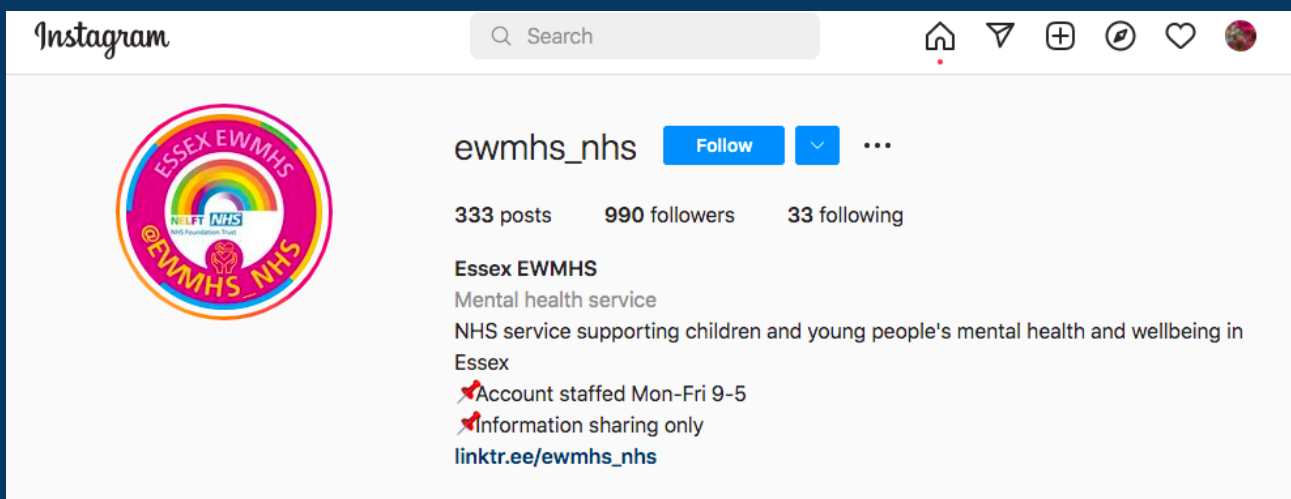 Instagram
Search
ESSEX EWMHS
NELFT NHS
NHS Foundation Trust
@EWMHS_NHS
ewmhs_nhs
Follow
333 posts 990 followers 33 following
Essex EWMHS
Mental health service
NHS service supporting children and young people's mental health and wellbeing in
Essex
📌Account staffed Mon-Fri 9-5
📌Information sharing only
linktr.ee/ewmhs_nhs